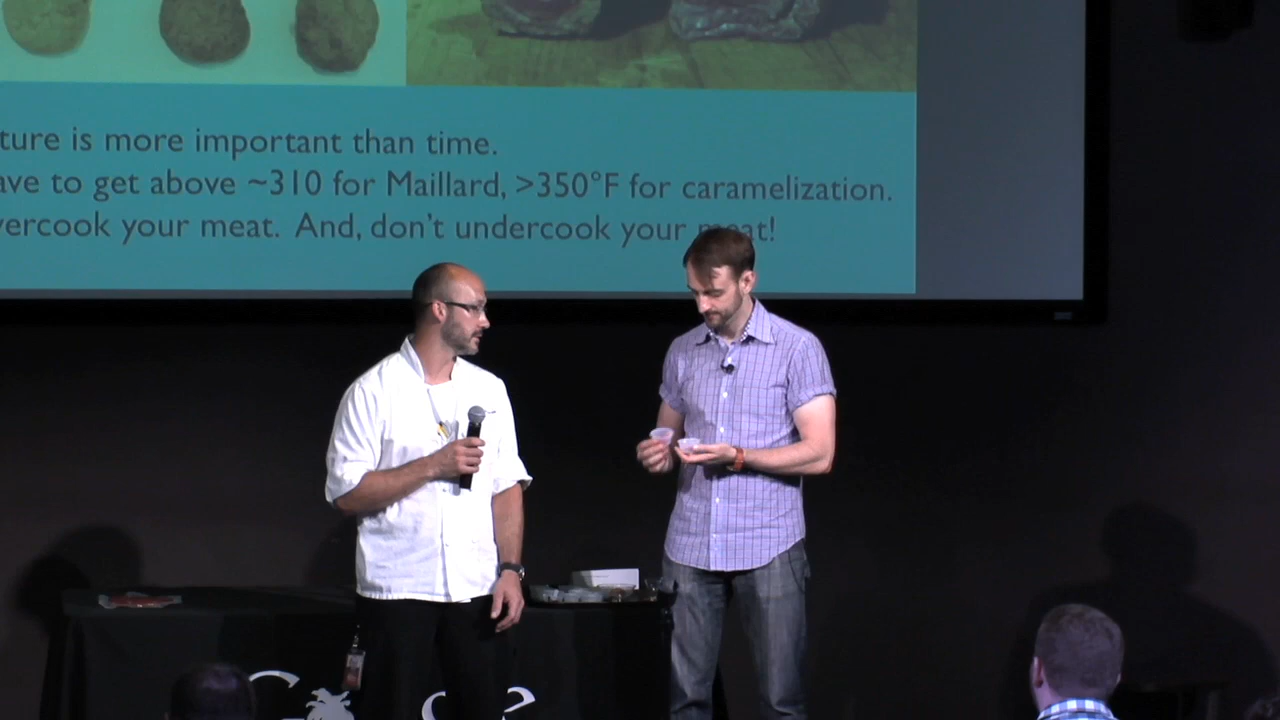 ture is more important than time.
ave to get above ~310 for Maillard, >350°F for caramelization.
vercook your meat. And, don't undercook your meat!